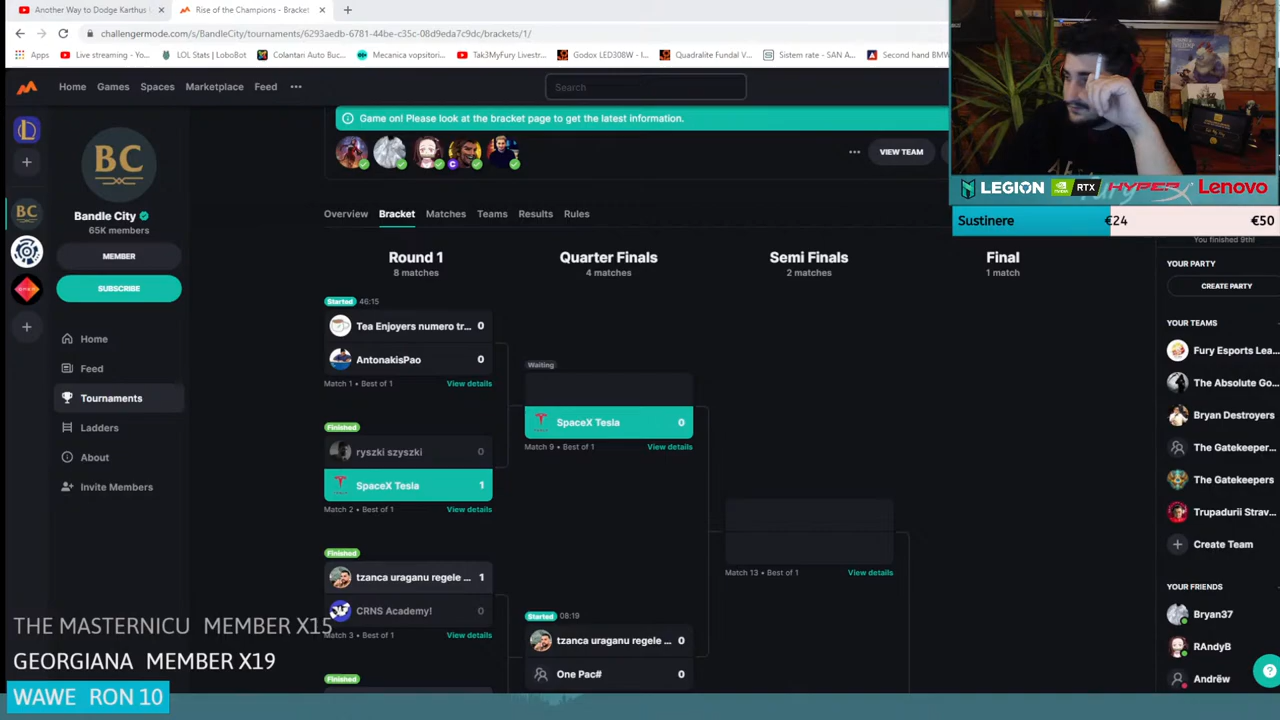 Another Way to Dodge Karthus
Rise of the Champions - Bracket
challengermode.com/s/BandleCity/tournaments/6293aedb-6781-44be-c35c-08d9eda7c9dc/brackets/1/
Apps
Live streaming - Yo...
LOL Stats | LoboBot
Colantari Auto Buc...
Mecanica vopsitori...
Tak3MyFury Livestr...
Godox LED308W - F...
Quadralite Fundal V...
Sistem rate - SAN A...
Second hand BMW
Home
Games
Spaces
Marketplace
Feed
Search
Game on! Please look at the bracket page to get the latest information.
VIEW TEAM
BC
Bandle City
65K members
MEMBER
SUBSCRIBE
Home
Feed
Tournaments
Ladders
About
Invite Members
BC
Overview
Bracket
Matches
Teams
Results
Rules
Round 1
8 matches
Quarter Finals
4 matches
Semi Finals
2 matches
Final
1 match
Started 46:15
Tea Enjoyers numero tr... 0
AntonakisPao 0
Match 1 • Best of 1 View details
Finished
ryszki szyszki 0
SpaceX Tesla 1
Match 2 • Best of 1 View details
Finished
tzanca uraganu regele ... 1
CRNS Academy! 0
Match 3 • Best of 1 View details
Finished
Waiting
SpaceX Tesla 0
Match 9 • Best of 1 View details
Started 08:19
tzanca uraganu regele ... 0
One Pac# 0
Match 13 • Best of 1 View details
LEGION
NVIDIA
RTX
HYPERX
Lenovo
Sustinere €24 €50
You finished 9th!
YOUR PARTY
CREATE PARTY
YOUR TEAMS
Fury Esports Lea...
The Absolute Go...
Bryan Destroyers
The Gatekeeper...
The Gatekeepers
Trupadurii Strav...
Create Team
YOUR FRIENDS
Bryan37
RAndyB
Andrëw
THE MASTERNICU MEMBER X15
GEORGIANA MEMBER X19
WAWE RON 10